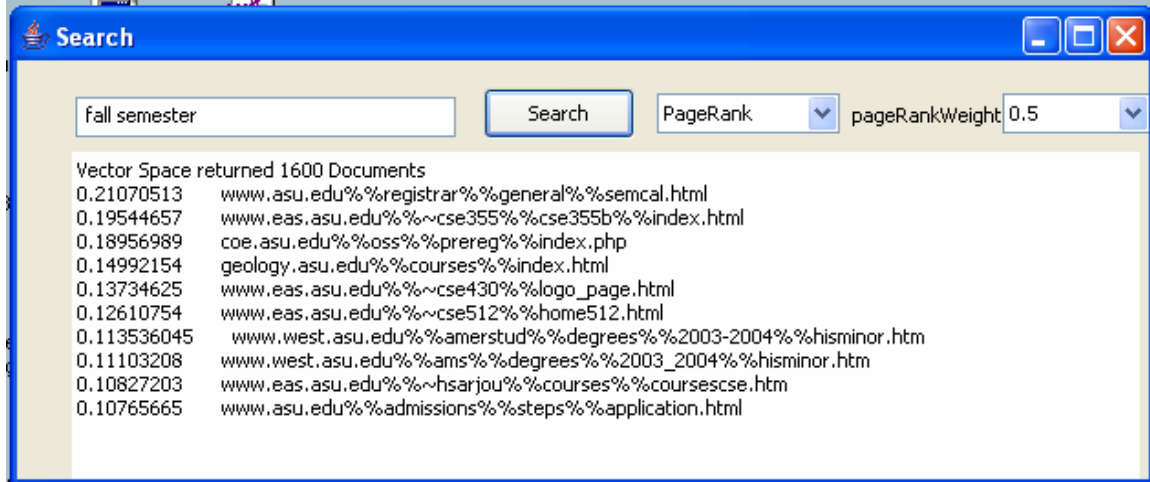 Search
fall semester Search PageRank pageRankWeight 0.5
Vector Space returned 1600 Documents
0.21070513 www.asu.edu%%registrar%%general%%semcal.html
0.19544657 www.eas.asu.edu%%~cse355%%cse355b%%index.html
0.18956989 coe.asu.edu%%oss%%prereg%%index.php
0.14992154 geology.asu.edu%%courses%%index.html
0.13734625 www.eas.asu.edu%%~cse430%%logo_page.html
0.12610754 www.eas.asu.edu%%~cse512%%home512.html
0.113536045 www.west.asu.edu%%amerstud%%degrees%%2003-2004%%hisminor.htm
0.11103208 www.west.asu.edu%%ams%%degrees%%2003_2004%%hisminor.htm
0.10827203 www.eas.asu.edu%%~hsarjou%%courses%%coursescse.htm
0.10765665 www.asu.edu%%admissions%%steps%%application.html